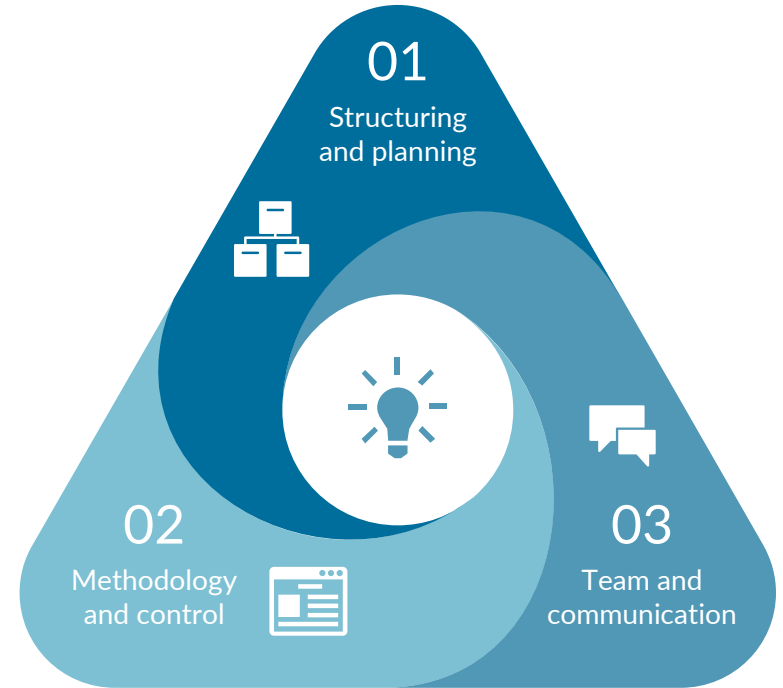 01
Structuring
and planning
02
Methodology
and control
03
Team and
communication